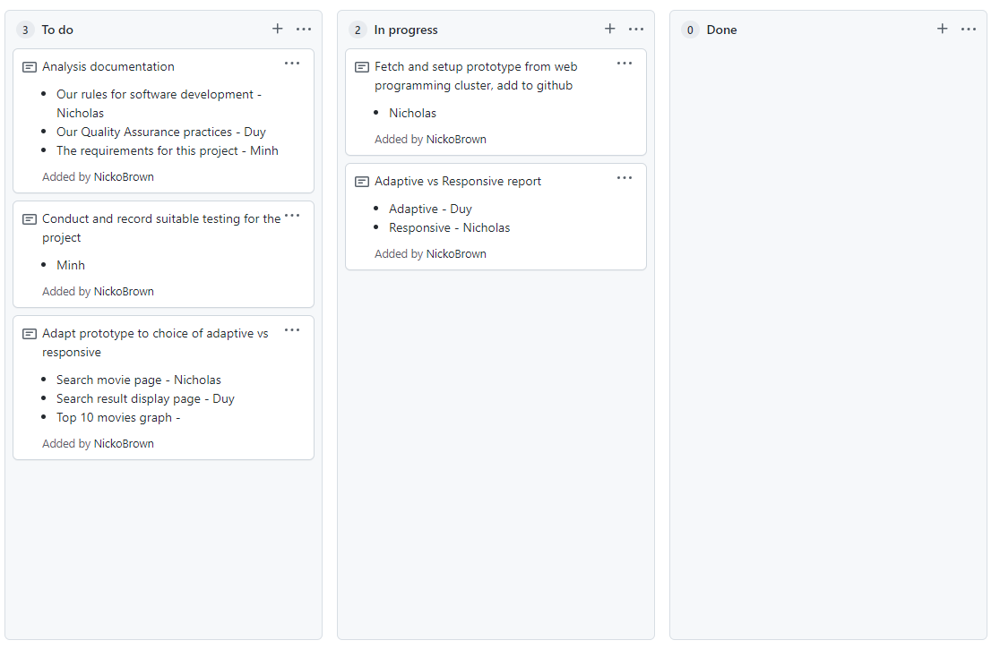 3 To do
Analysis documentation
Our rules for software development -
Nicholas
Our Quality Assurance practices - Duy
The requirements for this project - Minh
Added by NickoBrown
Conduct and record suitable testing for the
project
Minh
Added by NickoBrown
Adapt prototype to choice of adaptive vs
responsive
Search movie page - Nicholas
Search result display page - Duy
Top 10 movies graph -
Added by NickoBrown
2 In progress
Fetch and setup prototype from web
programming cluster, add to github
Nicholas
Added by NickoBrown
Adaptive vs Responsive report
Adaptive - Duy
Responsive - Nicholas
Added by NickoBrown
0 Done